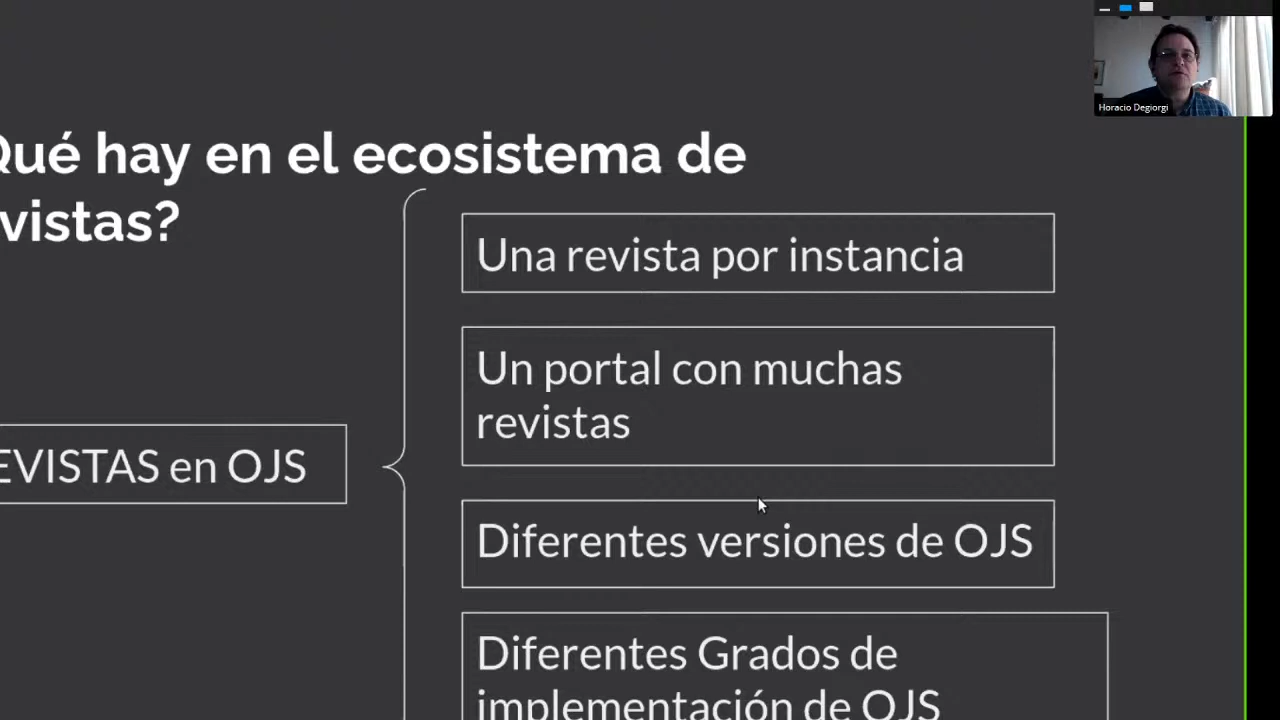 Horacio Degiorgi
Qué hay en el ecosistema de
vistas?
Una revista por instancia
Un portal con muchas
revistas
EVISTAS en OJS
Diferentes versiones de OJS
Diferentes Grados de
implementación de OJS